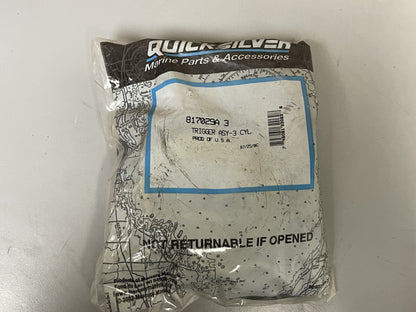 QUICKSILVER
Marine Parts & Accessories
817029A 3
TRIGGER ASY-3 CYL
PROD OF U.S.A.
NOT RETURNABLE IF OPENED